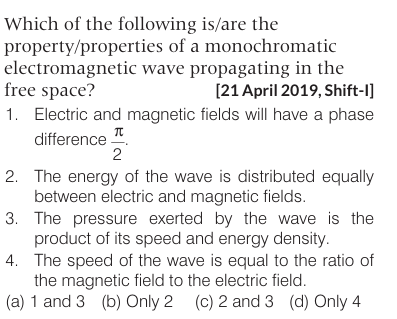 Which of the following is/are the
property/properties of a monochromatic
electromagnetic wave propagating in the
free space? [21 April 2019, Shift-I]
1. Electric and magnetic fields will have a phase
difference π/2.
2. The energy of the wave is distributed equally
between electric and magnetic fields.
3. The pressure exerted by the wave is the
product of its speed and energy density.
4. The speed of the wave is equal to the ratio of
the magnetic field to the electric field.
(a) 1 and 3 (b) Only 2 (c) 2 and 3 (d) Only 4